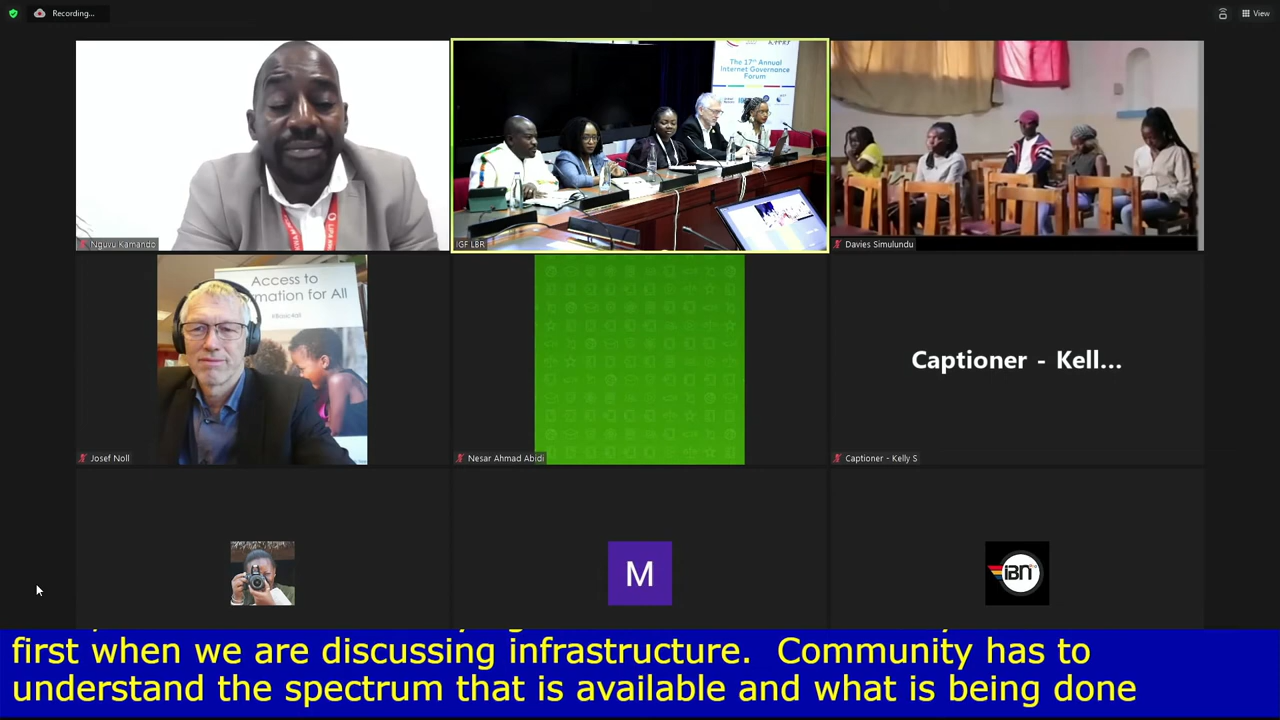 Recording...
View
The 17th Annual
Internet Governance
Forum
Nguvu Kamando
IGF LBR
Davies Simulundu
Access to
rmation for All
#Basic4All
Josef Noll
Nesar Ahmad Abidi
Captioner - Kell...
Captioner - Kelly S
M
iBN
first when we are discussing infrastructure.  Community has to
understand the spectrum that is available and what is being done